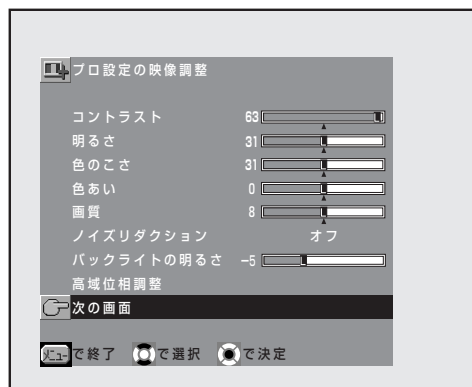 プロ設定の映像調整
コントラスト 63
明るさ 31
色のこさ 31
色あい 0
画質 8
ノイズリダクション オフ
バックライトの明るさ −5
高域位相調整
次の画面
メニュー で終了 で選択 で決定